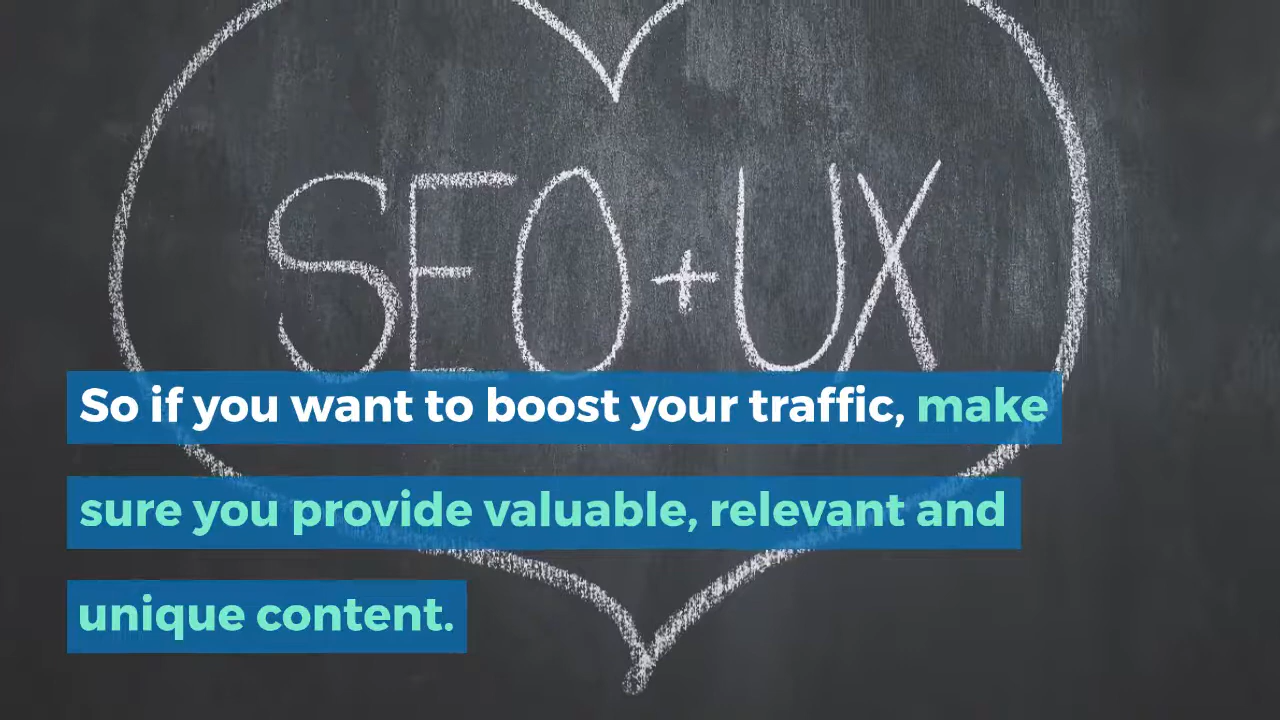 SEO+UX
So if you want to boost your traffic, make
sure you provide valuable, relevant and
unique content.